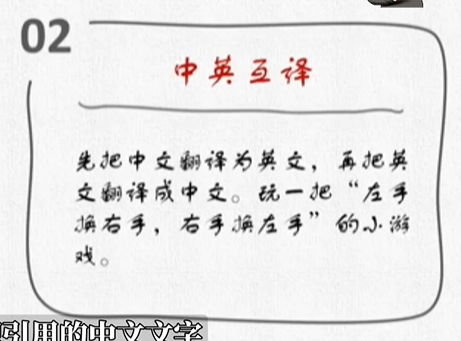 02
中英互译
先把中文翻译为英文，再把英
文翻译成中文。玩一把“左手
换右手，右手换左手”的小游
戏。
引用的中文文字